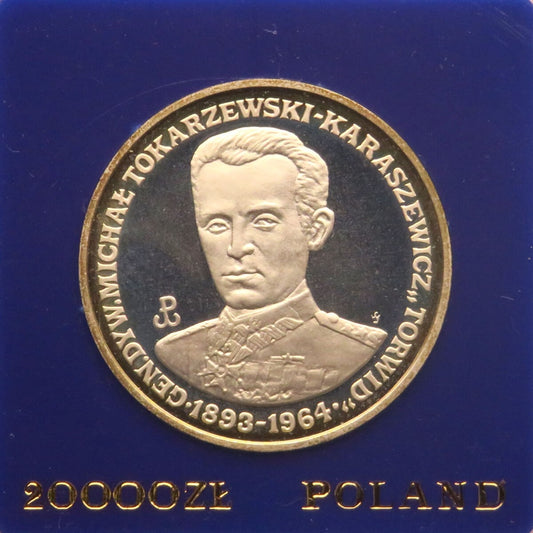 GEN.DYW.MICHAŁ TOKARZEWSKI-KARASZEWICZ „TORWID”
·1893-1964·
20000ZŁ POLAND